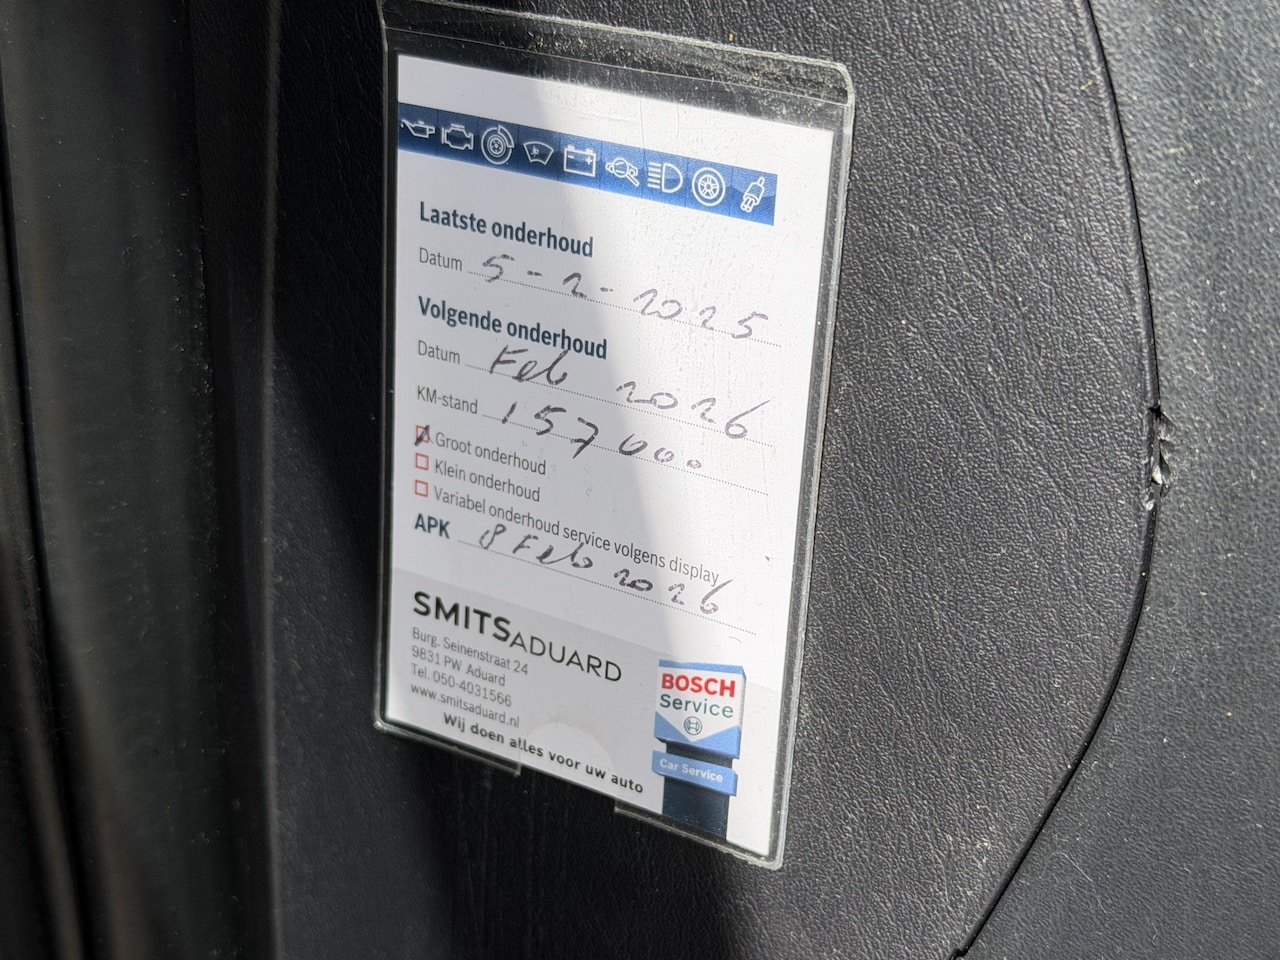 Laatste onderhoud
Datum 5-2-2025
Volgende onderhoud
Datum Feb 2026
KM-stand 157000
Groot onderhoud
Klein onderhoud
Variabel onderhoud service volgens display
APK 8 Feb 2026
SMITSADUARD
Burg. Seinenstraat 24
9831 PW Aduard
Tel. 050-4031566
www.smitsaduard.nl
Wij doen alles voor uw auto
BOSCH
Service
Car Service